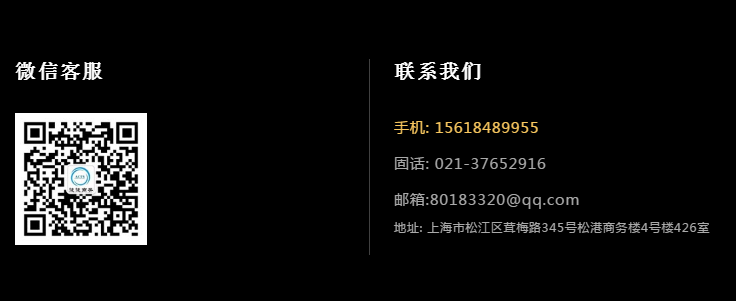 微信客服
联系我们
手机: 15618489955
固话: 021-37652916
邮箱:80183320@qq.com
地址: 上海市松江区茸梅路345号松港商务楼4号楼426室